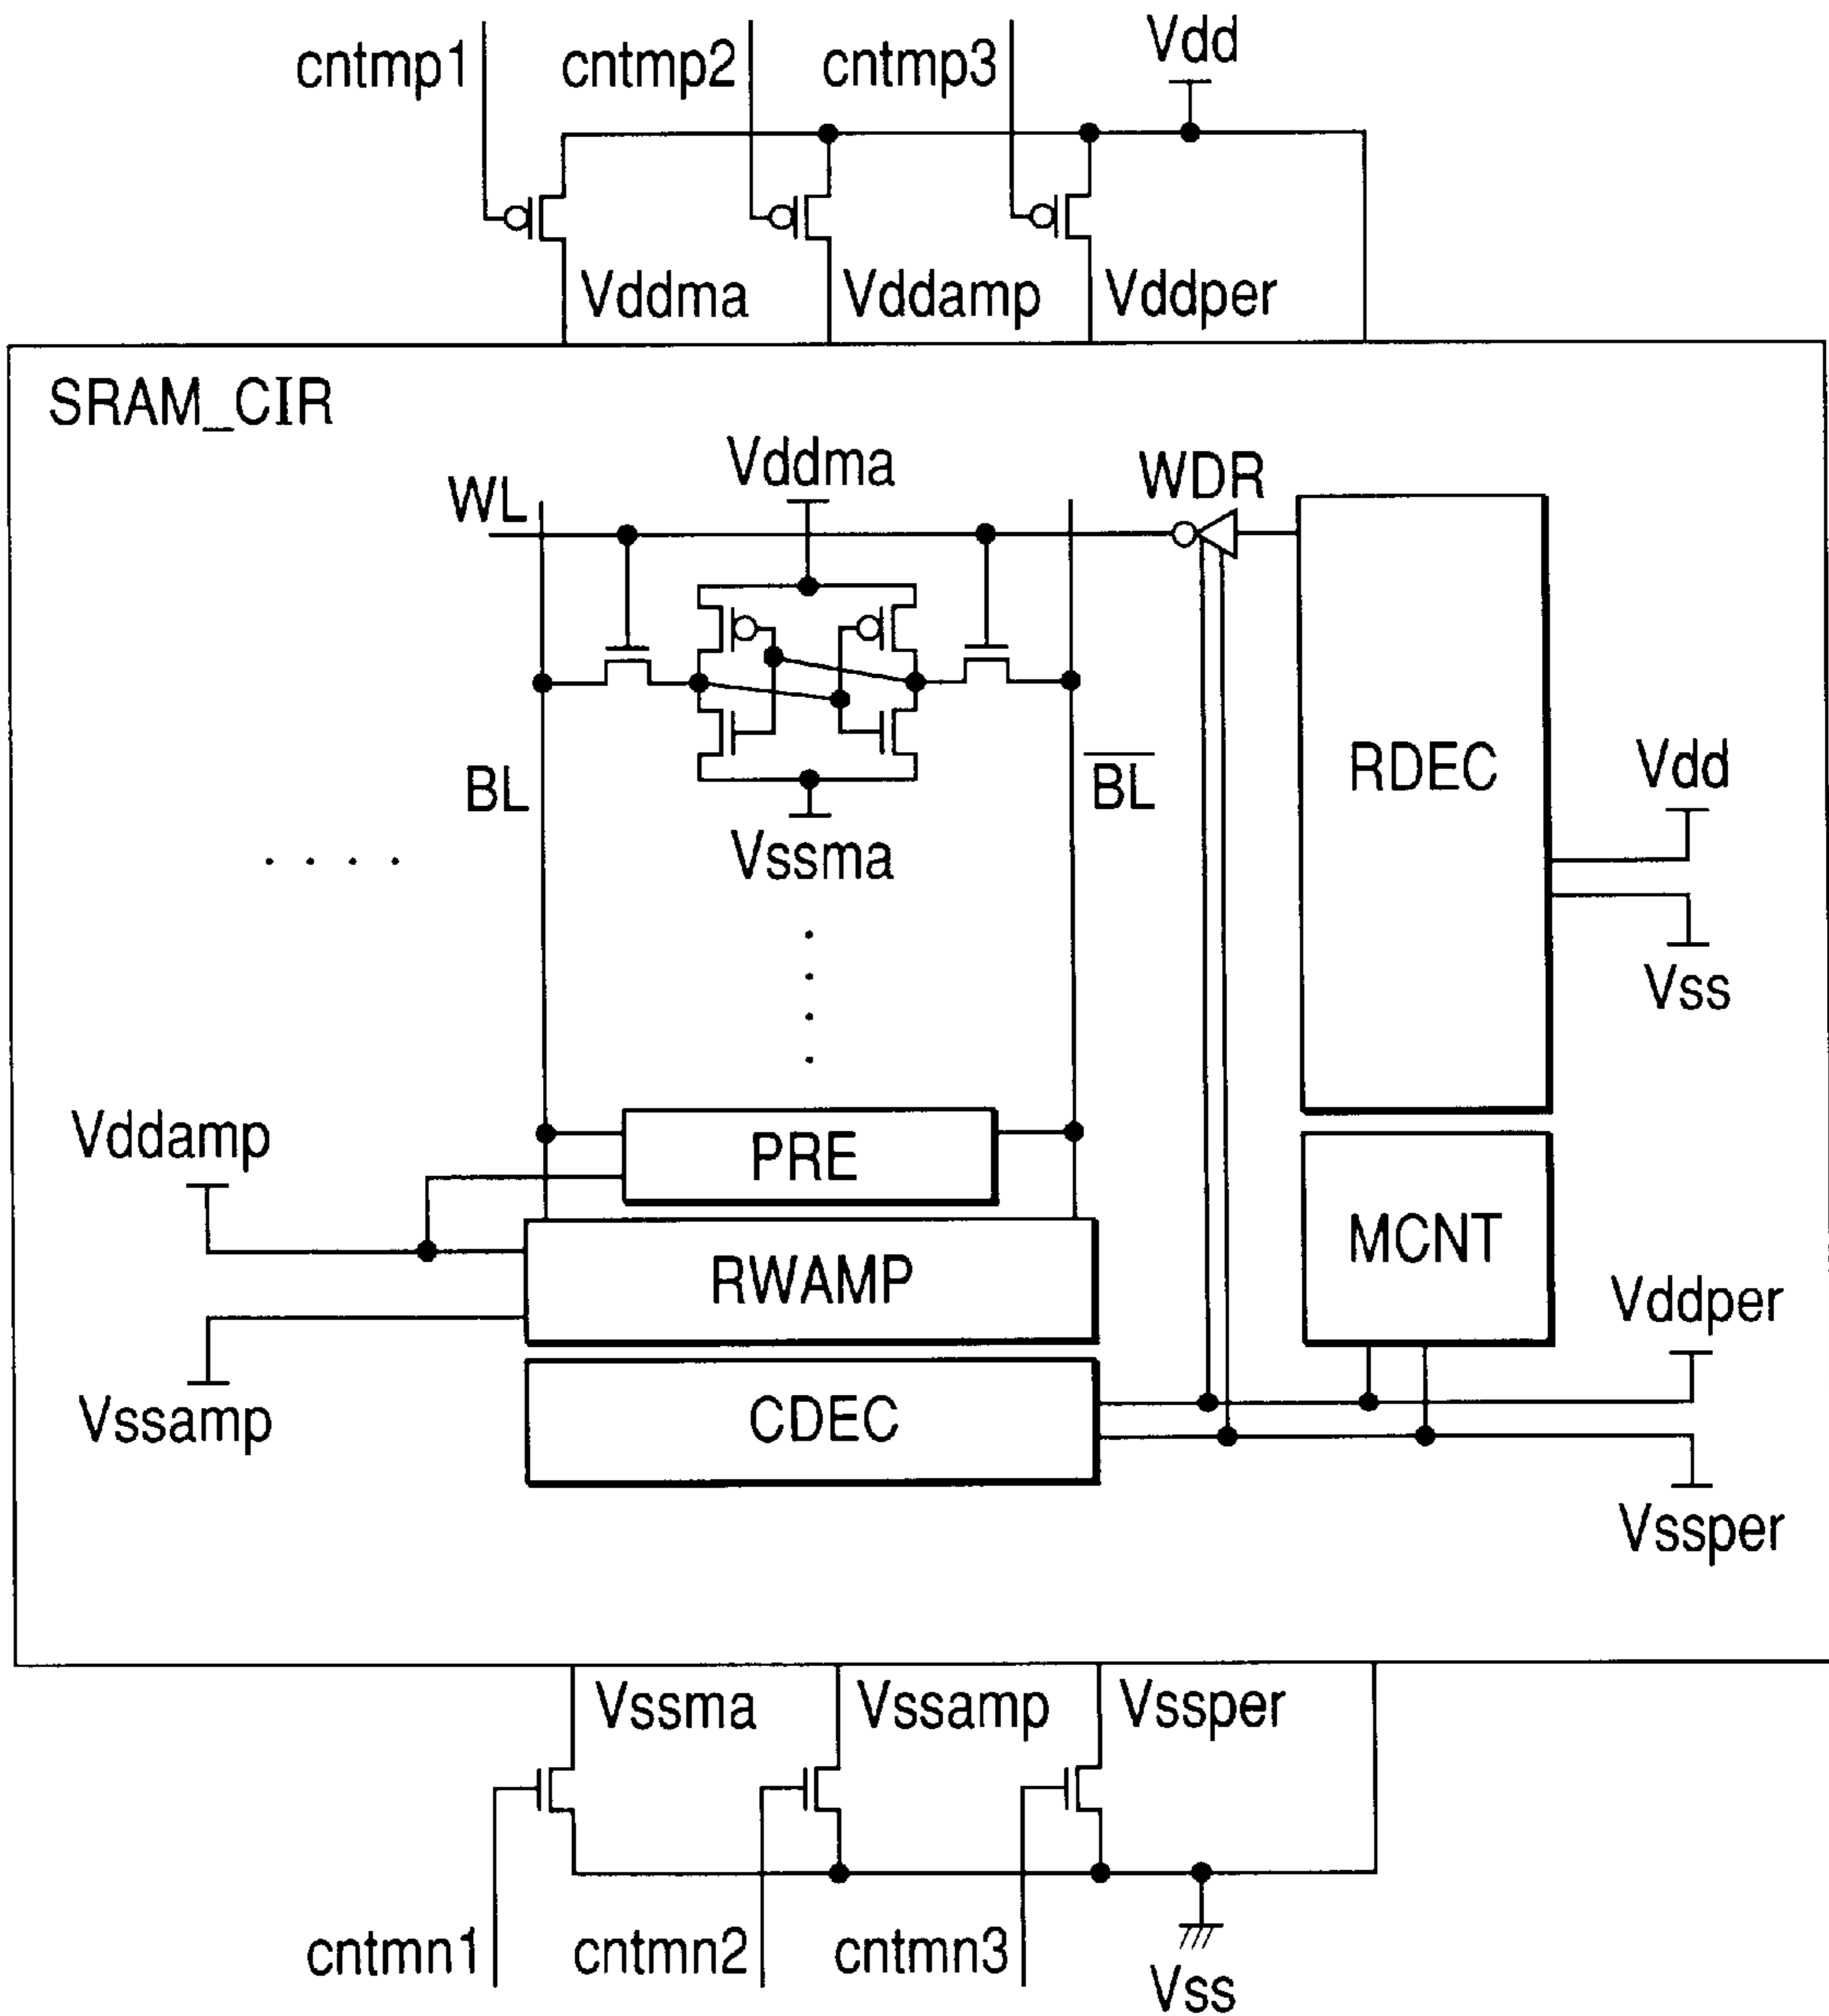 cntmp1 cntmp2 cntmp3 Vdd
Vddma Vddamp Vddper
SRAM_CIR
Vddma WDR
WL
RDEC Vdd
BL B̅L̅
Vssma
Vss
Vddamp PRE
MCNT
RWAMP Vddper
Vssamp CDEC
Vssper
Vssma Vssamp Vssper
cntmn1 cntmn2 cntmn3
Vss